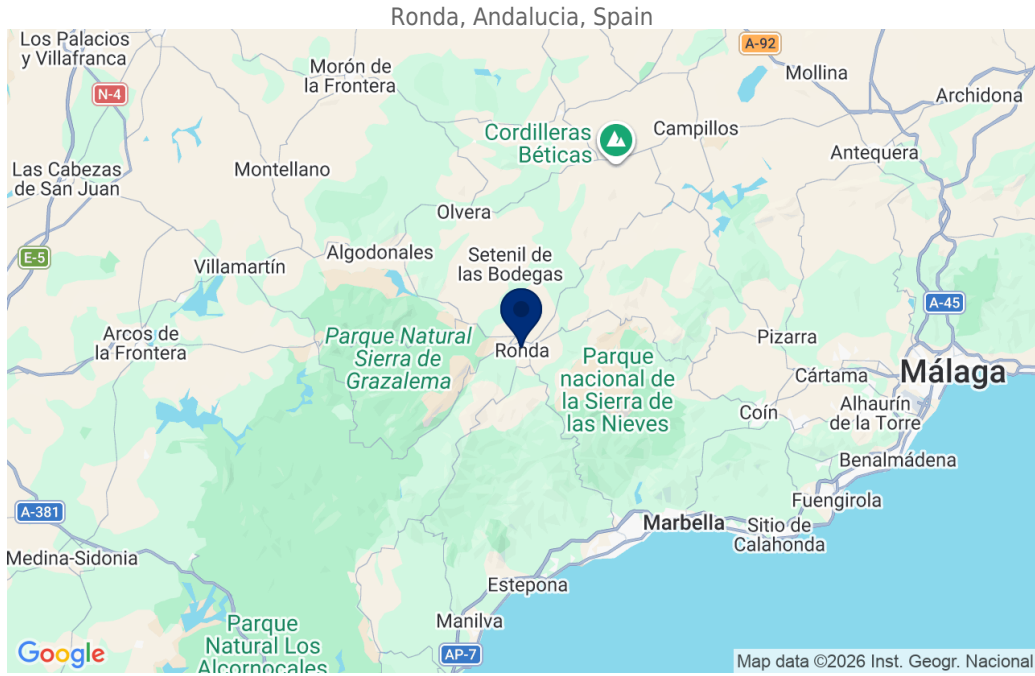 Ronda, Andalucia, Spain
Los Palacios
y Villafranca
A-92
Morón de
la Frontera
Mollina
N-4
Archidona
Cordilleras
Béticas
Campillos
Antequera
Las Cabezas
de San Juan
Montellano
Olvera
Algodonales
Setenil de
las Bodegas
E-5
Villamartín
A-45
Arcos de
la Frontera
Parque Natural
Sierra de
Grazalema
Ronda
Pizarra
Parque
nacional de
la Sierra de
las Nieves
Cártama
Málaga
Coín
Alhaurín
de la Torre
Benalmádena
Fuengirola
A-381
Marbella
Sitio de
Calahonda
Medina-Sidonia
Estepona
Manilva
Parque
Natural Los
Alcornocales
AP-7
Google
Map data ©2026 Inst. Geogr. Nacional